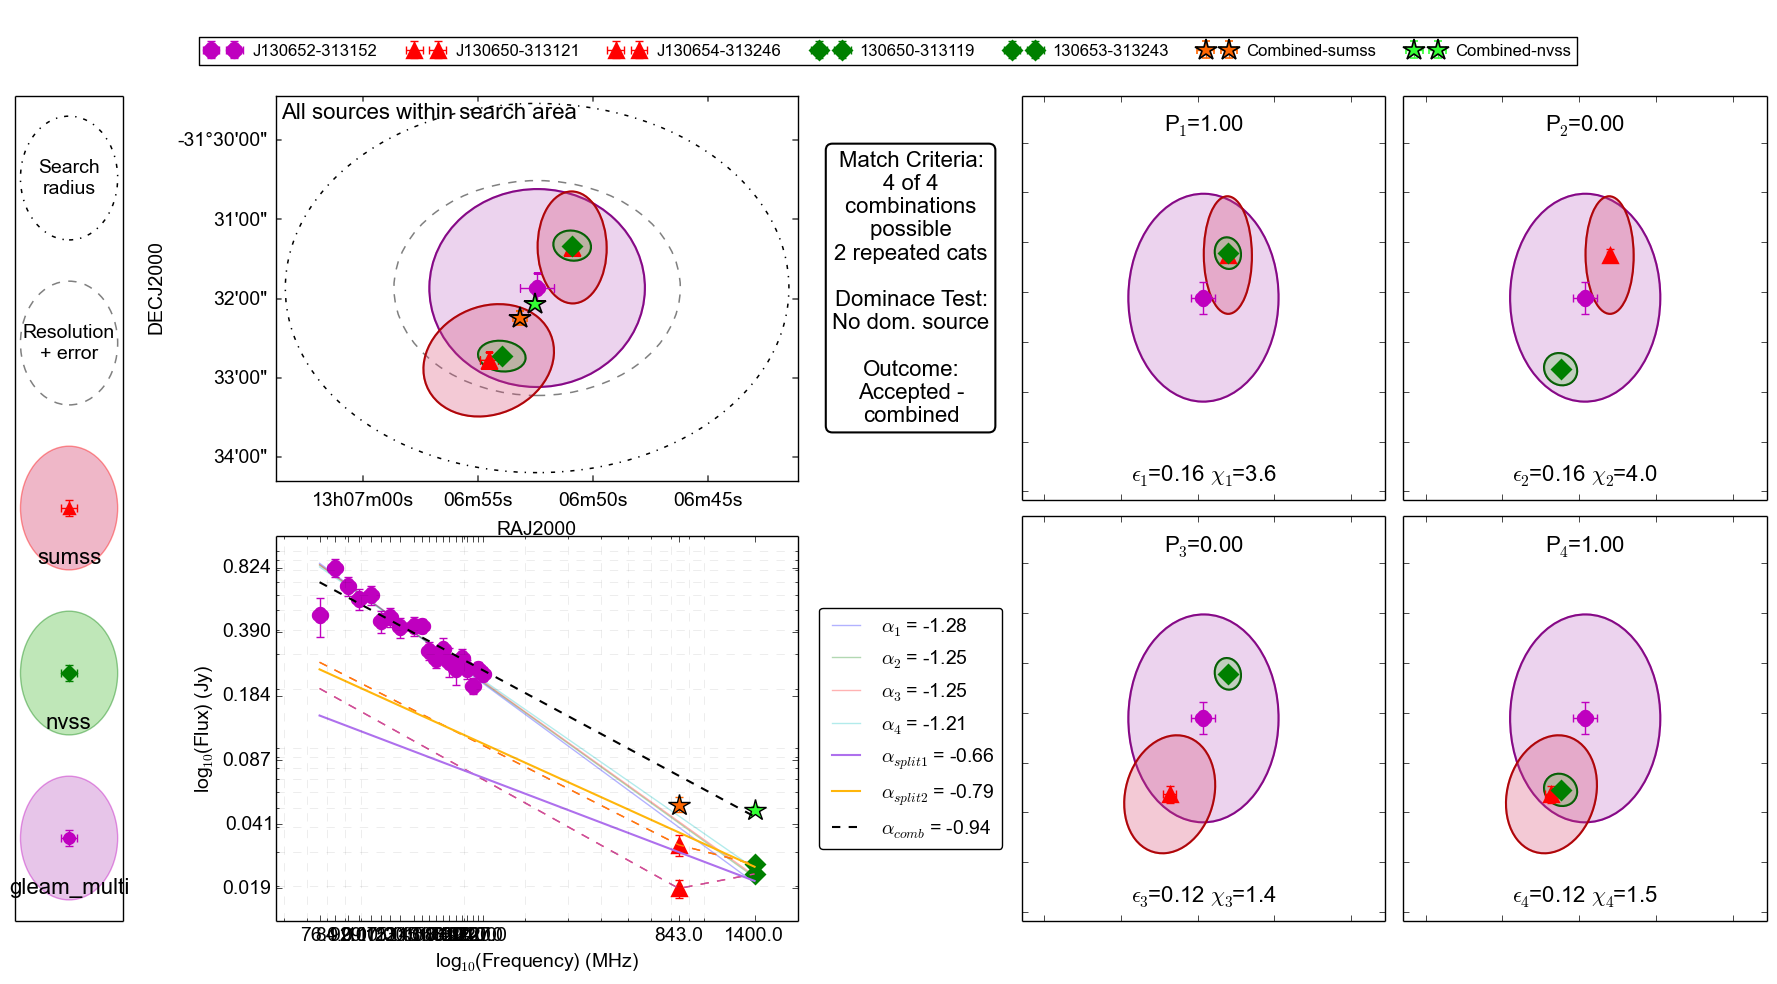 J130652-313152 J130650-313121 J130654-313246 130650-313119 130653-313243 Combined-sumss Combined-nvss
Search
radius
Resolution
+ error
sumss
nvss
gleam_multi
All sources within search area
DECJ2000
-31°30'00"
31'00"
32'00"
33'00"
34'00"
13h07m00s 06m55s 06m50s 06m45s
RAJ2000
Match Criteria:
4 of 4
combinations
possible
2 repeated cats
Dominace Test:
No dom. source
Outcome:
Accepted -
combined
P1=1.00
ϵ1=0.16 χ1=3.6
P2=0.00
ϵ2=0.16 χ2=4.0
log10(Flux) (Jy)
0.824
0.390
0.184
0.087
0.041
0.019
843.0 1400.0
log10(Frequency) (MHz)
α1 = -1.28
α2 = -1.25
α3 = -1.25
α4 = -1.21
αsplit1 = -0.66
αsplit2 = -0.79
αcomb = -0.94
P3=0.00
ϵ3=0.12 χ3=1.4
P4=1.00
ϵ4=0.12 χ4=1.5